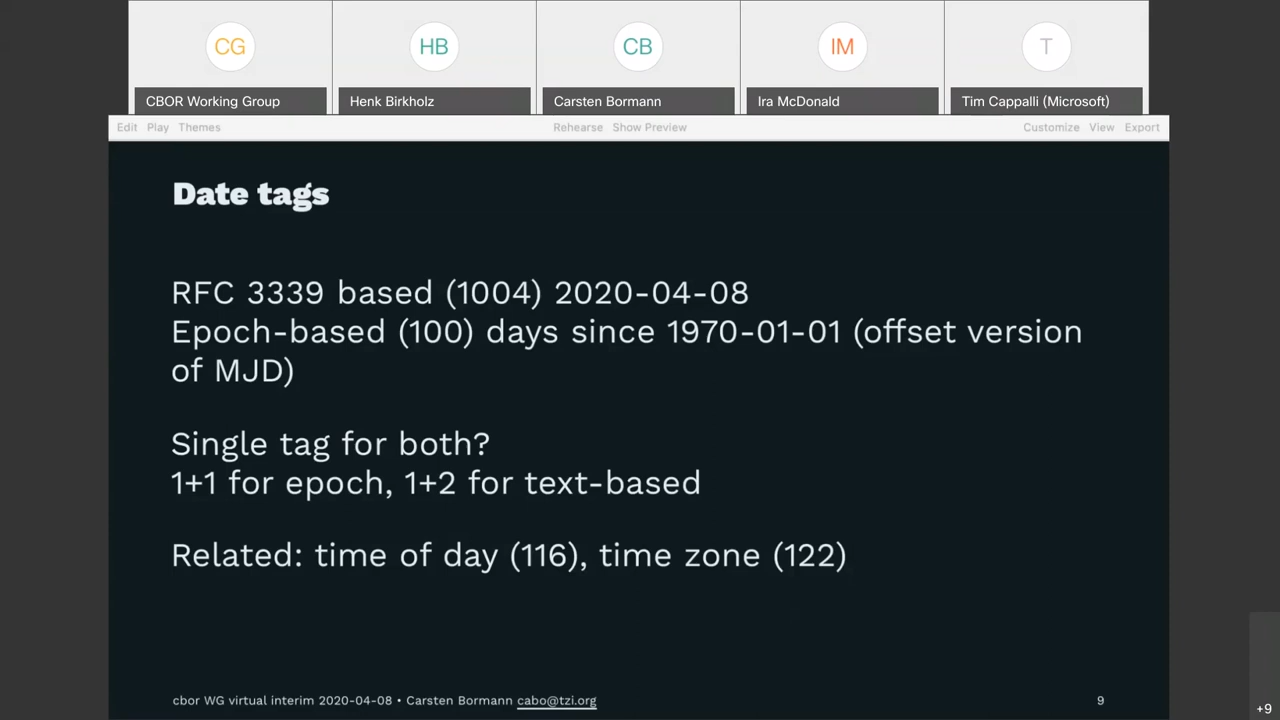 CG HB CB IM T
CBOR Working Group Henk Birkholz Carsten Bormann Ira McDonald Tim Cappalli (Microsoft)
Edit Play Themes Rehearse Show Preview Customize View Export
Date tags
RFC 3339 based (1004) 2020-04-08
Epoch-based (100) days since 1970-01-01 (offset version
of MJD)
Single tag for both?
1+1 for epoch, 1+2 for text-based
Related: time of day (116), time zone (122)
cbor WG virtual interim 2020-04-08 • Carsten Bormann cabo@tzi.org 9
+9